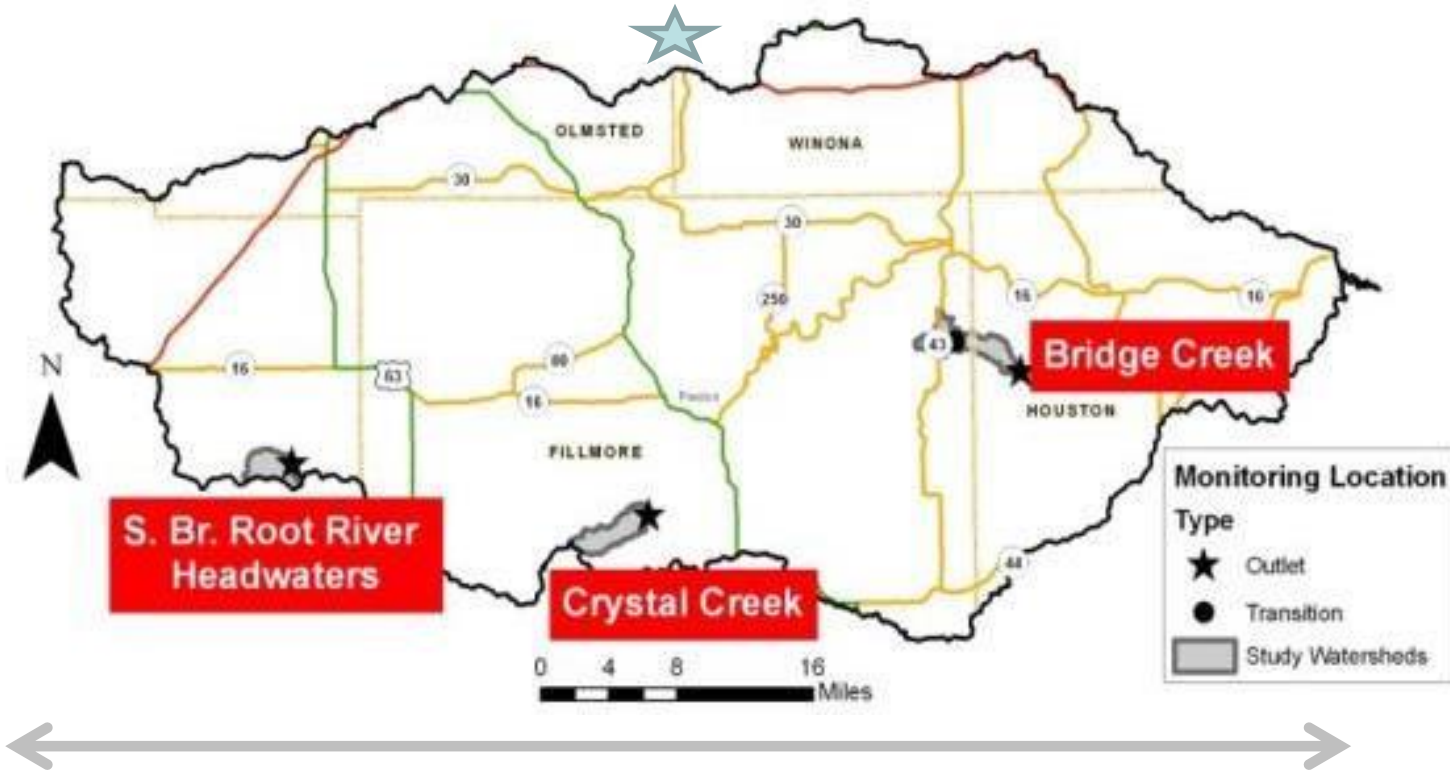 OLMSTED
WINONA
30
30
250
16
16
N
16
80
63
43
Bridge Creek
16
HOUSTON
FILLMORE
Monitoring Location
Type
Outlet
Transition
Study Watersheds
S. Br. Root River
Headwaters
Crystal Creek
44
0 4 8 16
Miles